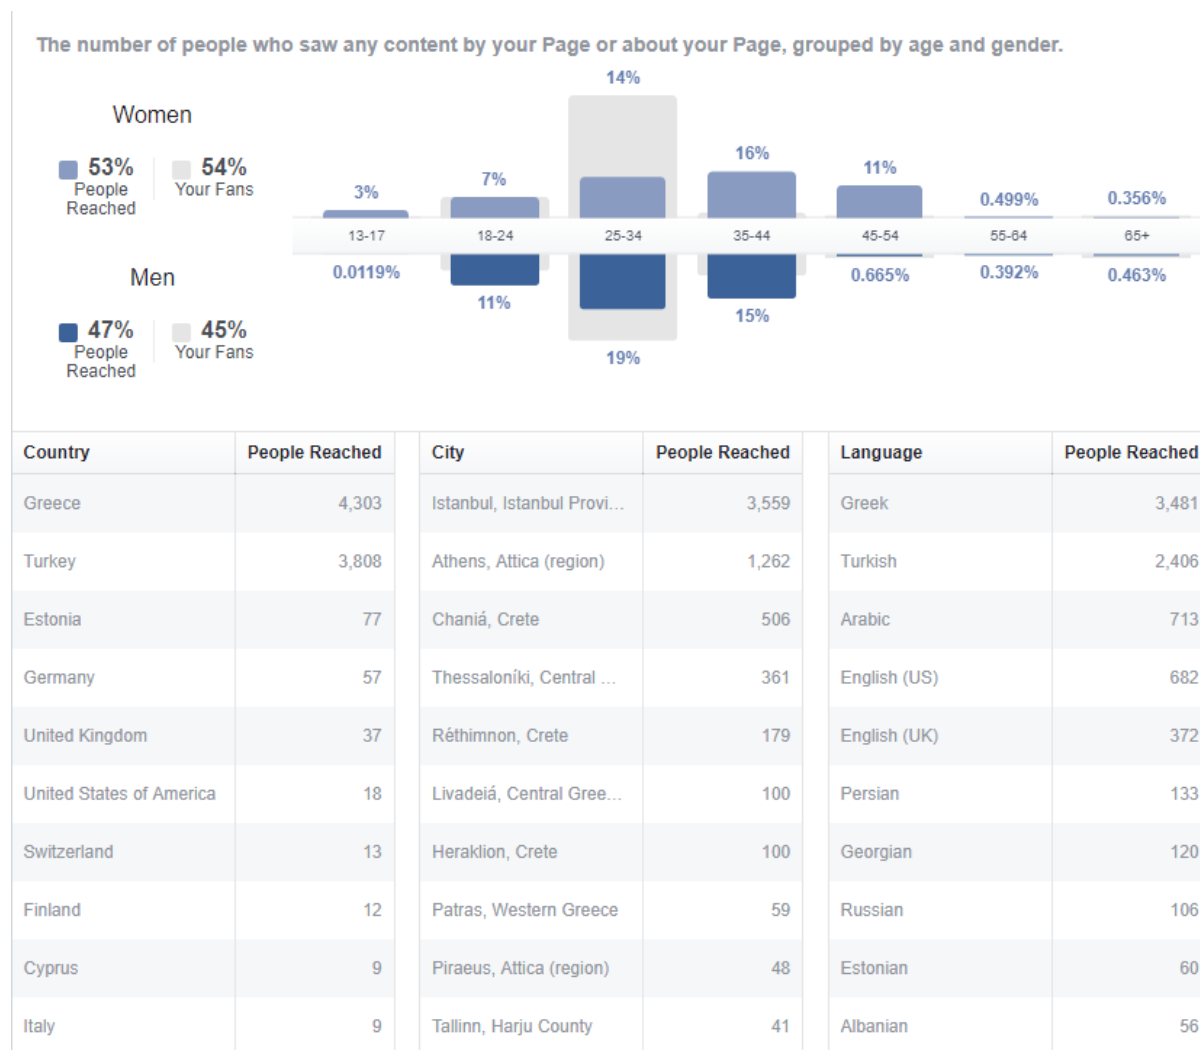 The number of people who saw any content by your Page or about your Page, grouped by age and gender.
Women
53%
People
Reached
54%
Your Fans
Men
47%
People
Reached
45%
Your Fans
3% 7% 14% 16% 11% 0.499% 0.356%
13-17 18-24 25-34 35-44 45-54 55-64 65+
0.0119% 11% 19% 15% 0.665% 0.392% 0.463%
Country People Reached
Greece 4,303
Turkey 3,808
Estonia 77
Germany 57
United Kingdom 37
United States of America 18
Switzerland 13
Finland 12
Cyprus 9
Italy 9
City People Reached
Istanbul, Istanbul Provi... 3,559
Athens, Attica (region) 1,262
Chaniá, Crete 506
Thessaloníki, Central ... 361
Réthimnon, Crete 179
Livadeiá, Central Gree... 100
Heraklion, Crete 100
Patras, Western Greece 59
Piraeus, Attica (region) 48
Tallinn, Harju County 41
Language People Reached
Greek 3,481
Turkish 2,406
Arabic 713
English (US) 682
English (UK) 372
Persian 133
Georgian 120
Russian 106
Estonian 60
Albanian 56